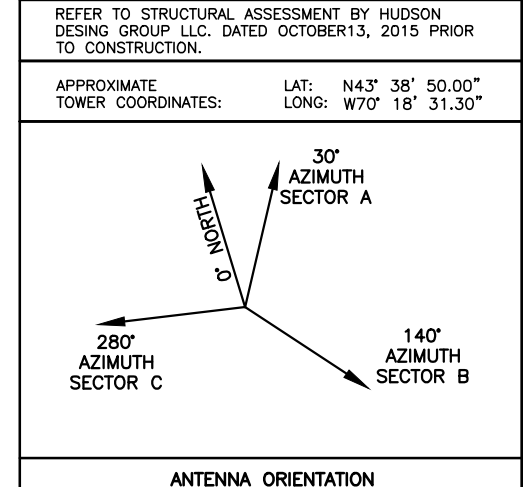 REFER TO STRUCTURAL ASSESSMENT BY HUDSON
DESING GROUP LLC. DATED OCTOBER13, 2015 PRIOR
TO CONSTRUCTION.
APPROXIMATE LAT: N43° 38' 50.00"
TOWER COORDINATES: LONG: W70° 18' 31.30"
0° NORTH
30°
AZIMUTH
SECTOR A
280°
AZIMUTH
SECTOR C
140°
AZIMUTH
SECTOR B
ANTENNA ORIENTATION